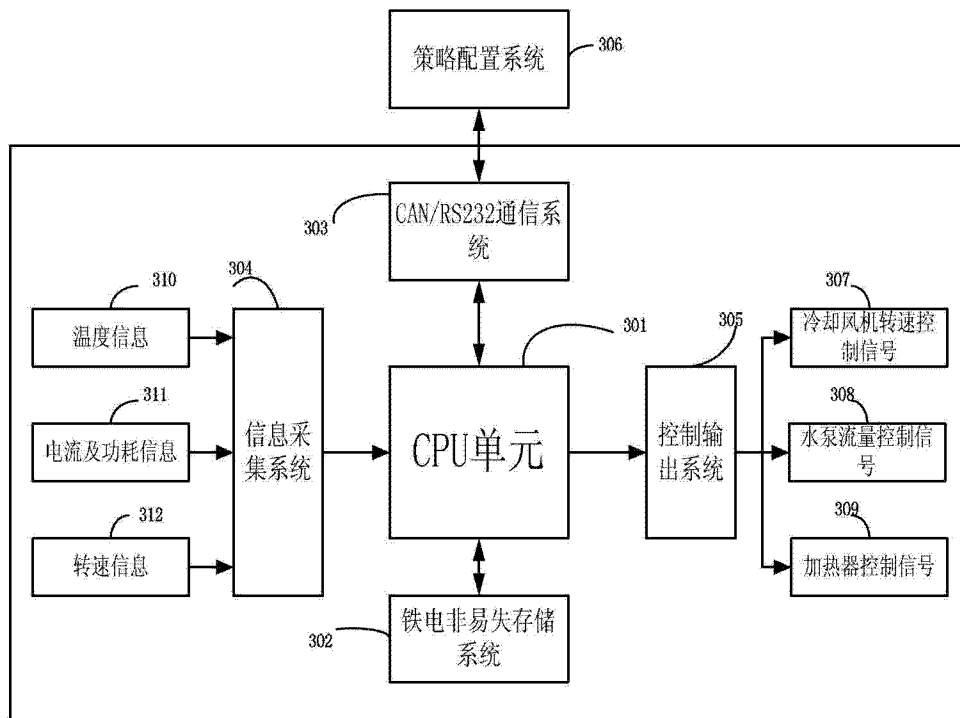 策略配置系统
306
CAN/RS232通信系
统
303
304
310
温度信息
311
电流及功耗信息
312
转速信息
信息采
集系统
301
CPU单元
305
控制输
出系统
307
冷却风机转速控
制信号
308
水泵流量控制信
号
309
加热器控制信号
铁电非易失存储
系统
302